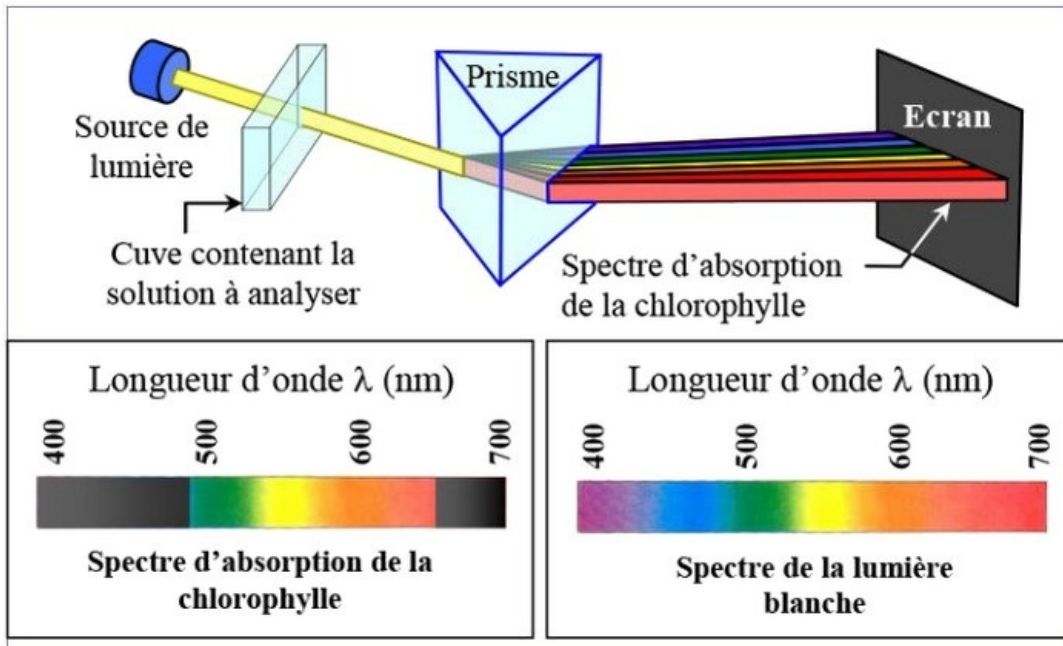 Prisme
Ecran
Source de
lumière
Cuve contenant la
solution à analyser
Spectre d’absorption
de la chlorophylle
Longueur d’onde λ (nm)
400 500 600 700
Spectre d’absorption de la
chlorophylle
Longueur d’onde λ (nm)
400 500 600 700
Spectre de la lumière
blanche